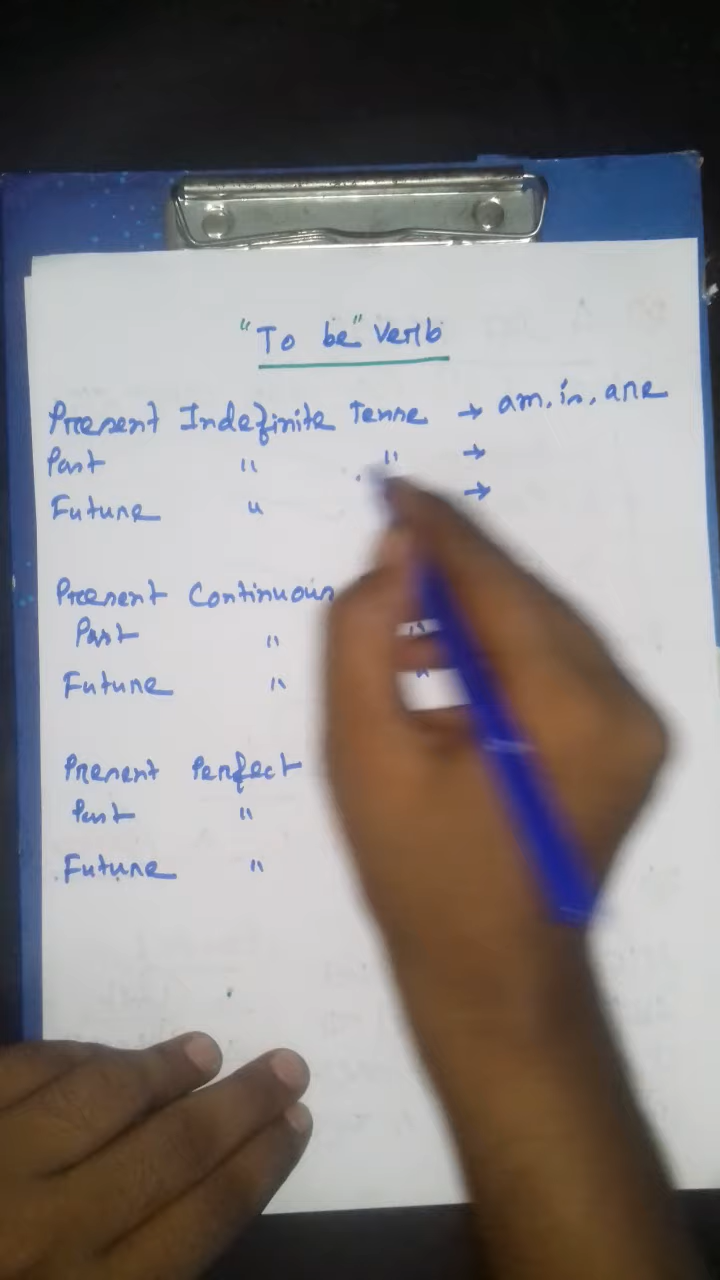 "To be" Verb
Present Indefinite Tense → am, is, are
Past " " →
Future " →
Present Continuous
Past " "
Future " "
Present Perfect
Past "
Future "